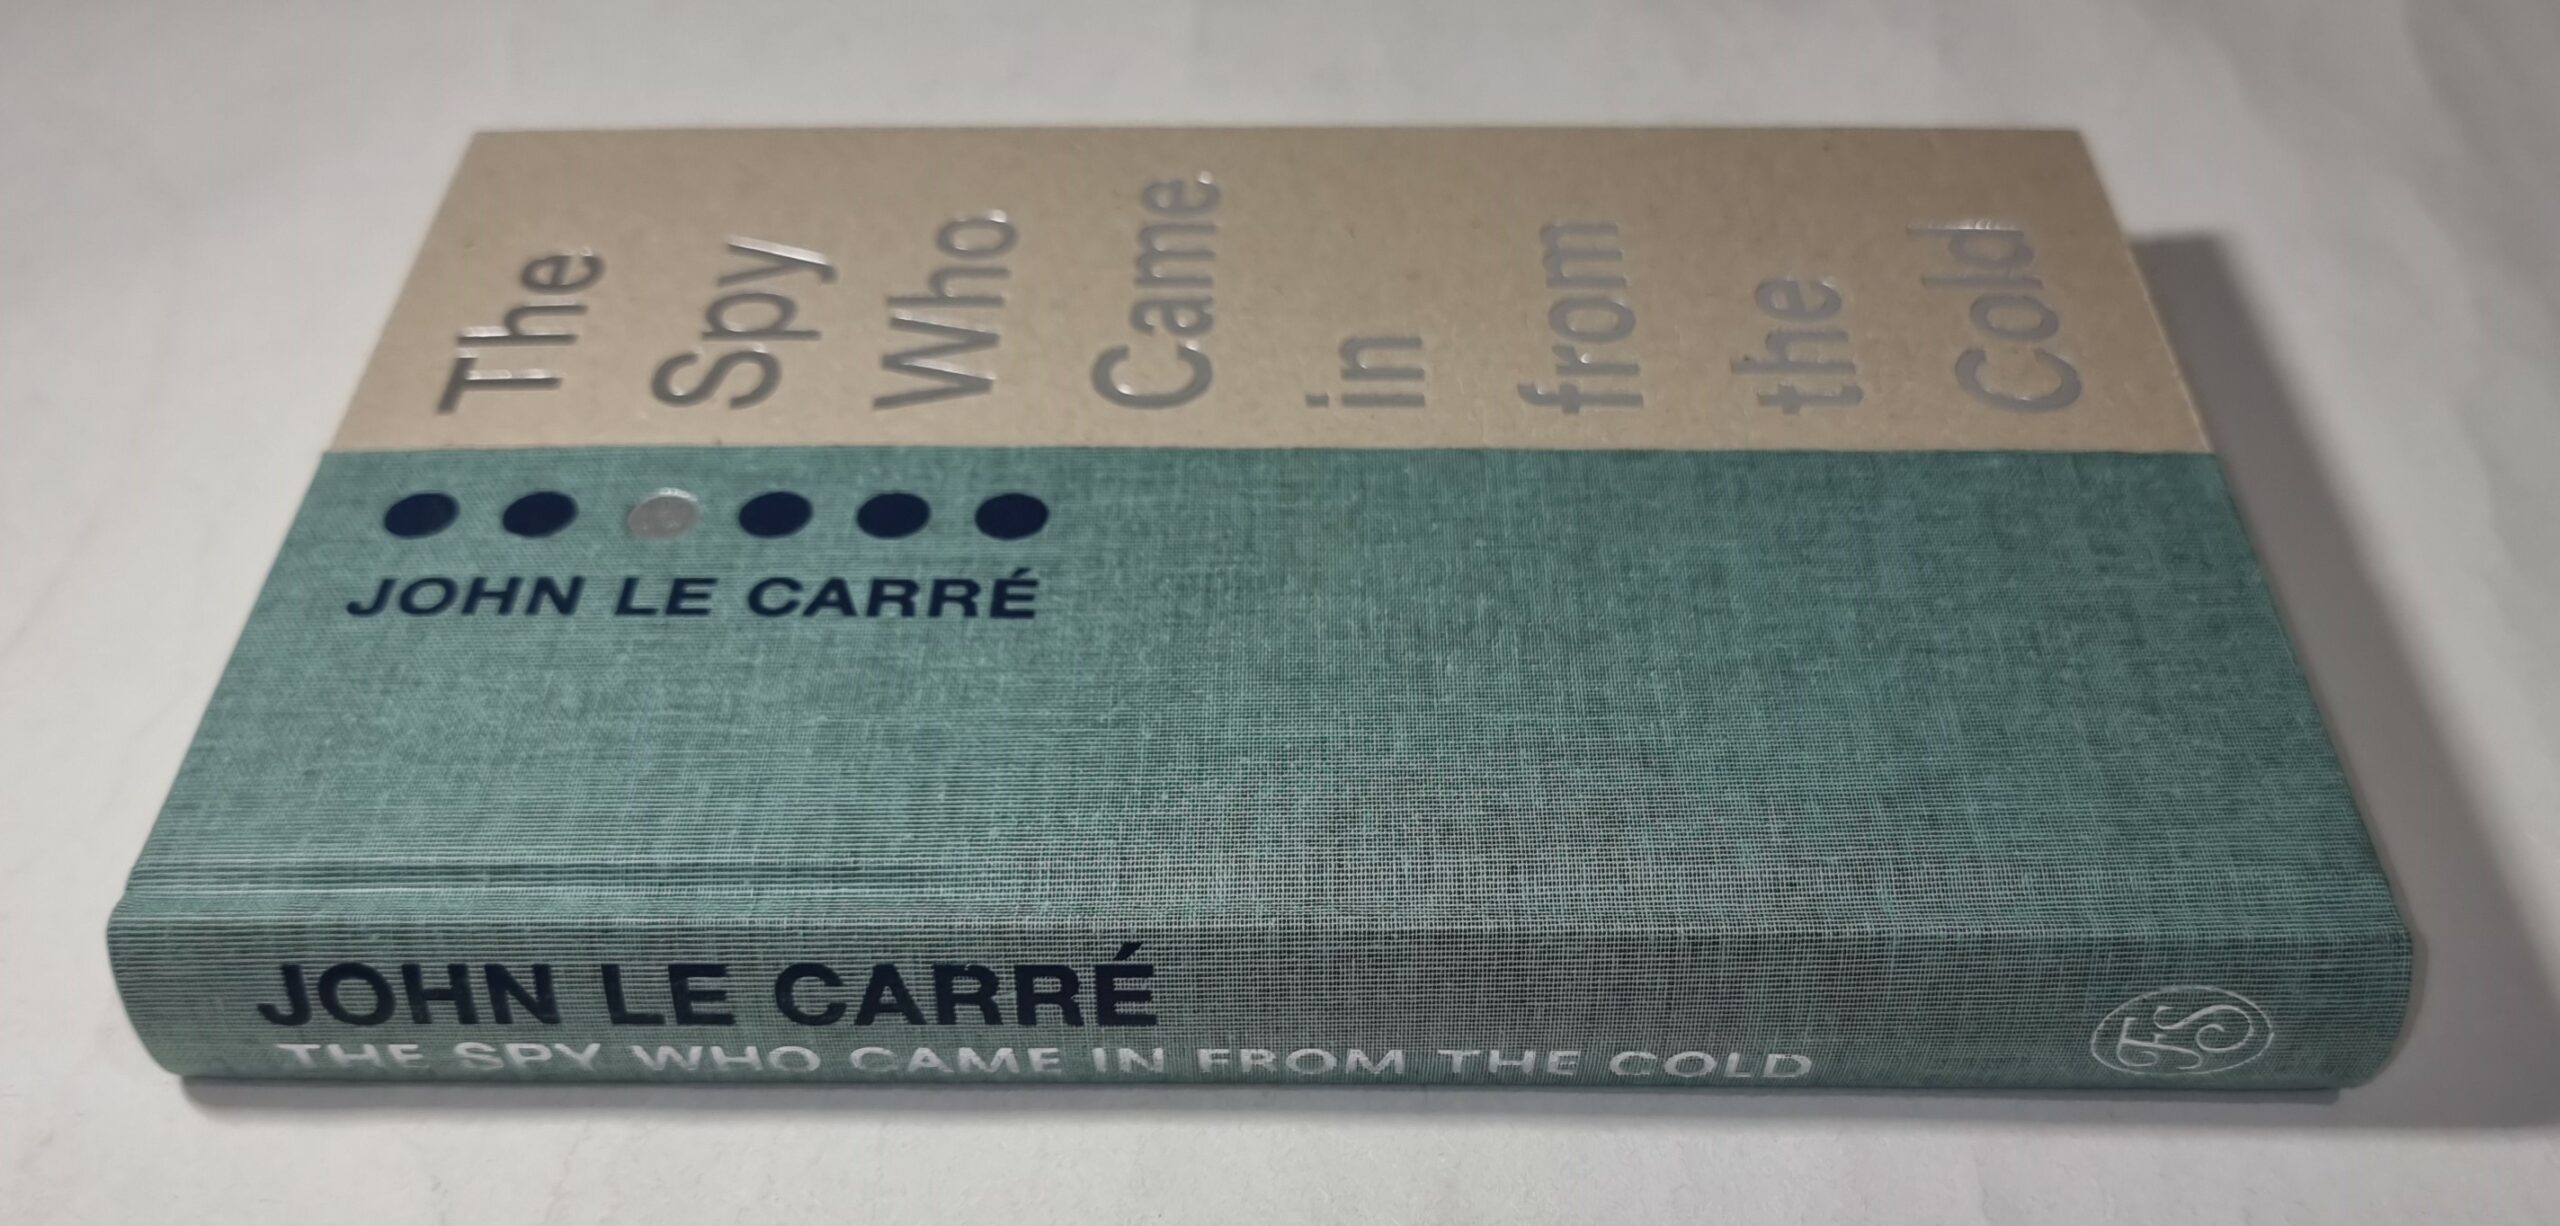 The
Spy
Who
Came
in
from
the
Cold
JOHN LE CARRÉ
JOHN LE CARRÉ
THE SPY WHO CAME IN FROM THE COLD
FS